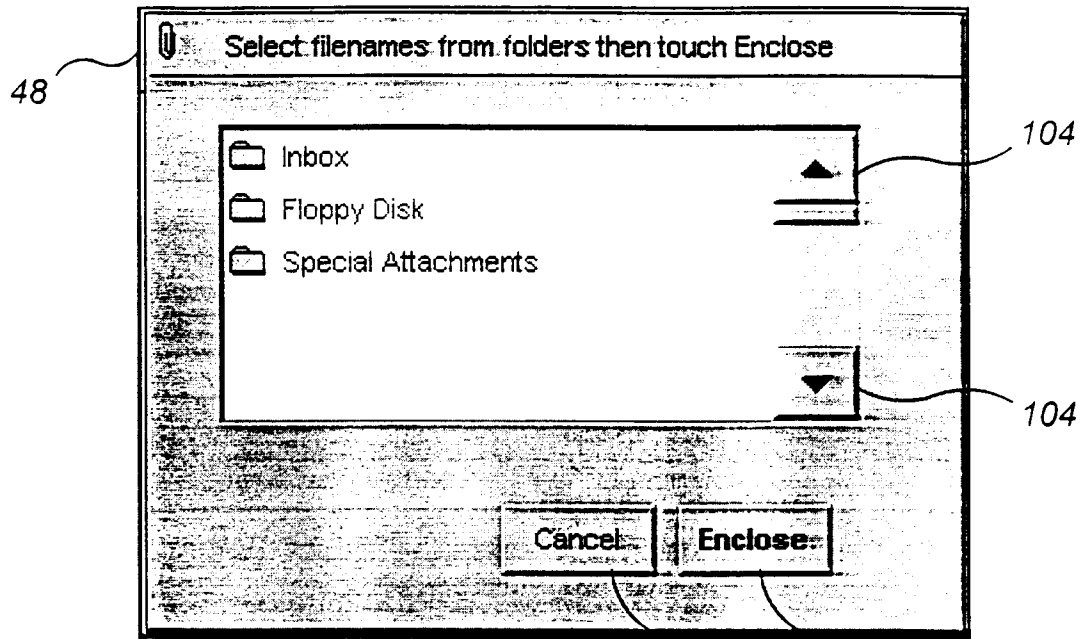 Select filenames from folders then touch Enclose
48
Inbox
104
Floppy Disk
Special Attachments
104
Cancel
Enclose